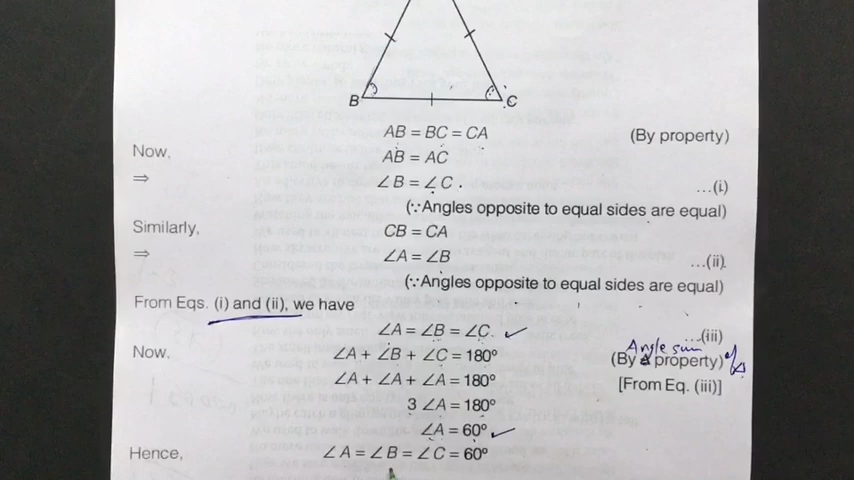 B C
AB = BC = CA (By property)
Now, AB = AC
⇒ ∠B = ∠C. ...(i)
(∵Angles opposite to equal sides are equal)
Similarly, CB = CA
⇒ ∠A = ∠B ...(ii)
(∵Angles opposite to equal sides are equal)
From Eqs. (i) and (ii), we have
∠A = ∠B = ∠C. ...(iii)
Angle sum
Now, ∠A + ∠B + ∠C = 180° (By property) of Δ
∠A + ∠A + ∠A = 180° [From Eq. (iii)]
3 ∠A = 180°
∠A = 60°
Hence, ∠A = ∠B = ∠C = 60°